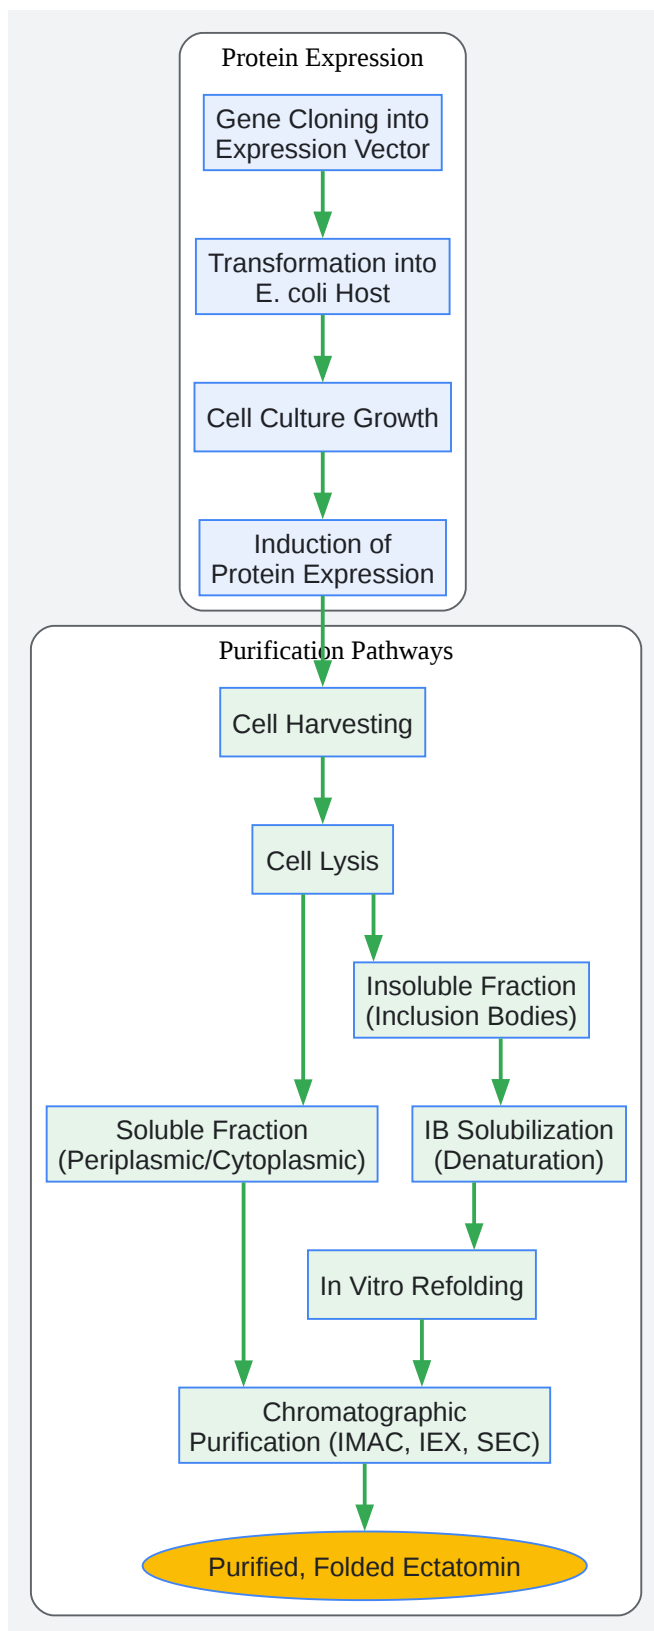 Protein Expression
Gene Cloning into
Expression Vector
Transformation into
E. coli Host
Cell Culture Growth
Induction of
Protein Expression
Purification Pathways
Cell Harvesting
Cell Lysis
Insoluble Fraction
(Inclusion Bodies)
Soluble Fraction
(Periplasmic/Cytoplasmic)
IB Solubilization
(Denaturation)
In Vitro Refolding
Chromatographic
Purification (IMAC, IEX, SEC)
Purified, Folded Ectatomin